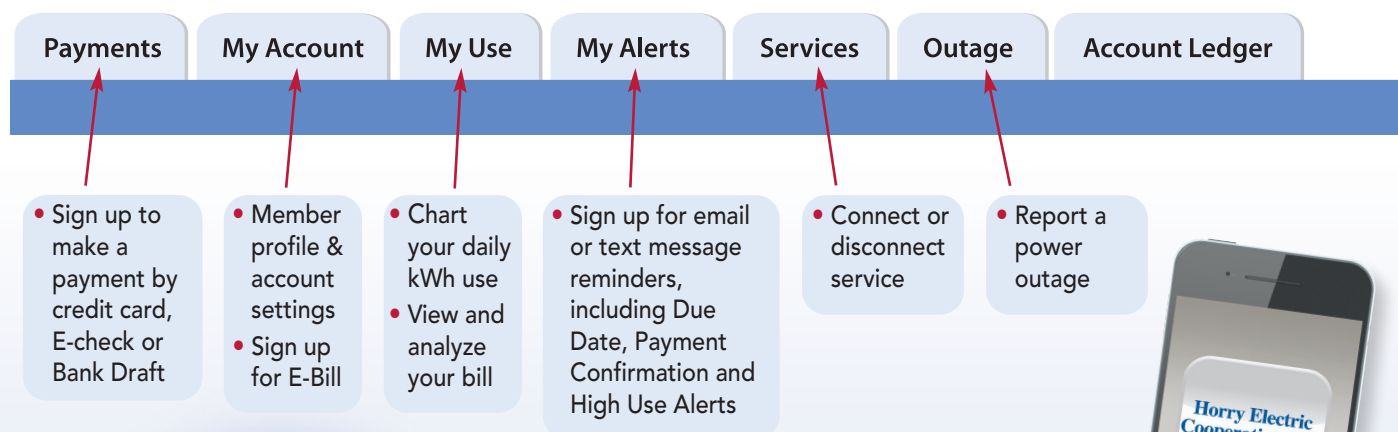 Payments
My Account
My Use
My Alerts
Services
Outage
Account Ledger
• Sign up to
make a
payment by
credit card,
E-check or
Bank Draft
• Member
profile &
account
settings
• Sign up
for E-Bill
• Chart
your daily
kWh use
• View and
analyze
your bill
• Sign up for email
or text message
reminders,
including Due
Date, Payment
Confirmation and
High Use Alerts
• Connect or
disconnect
service
• Report a
power
outage
Horry Electric